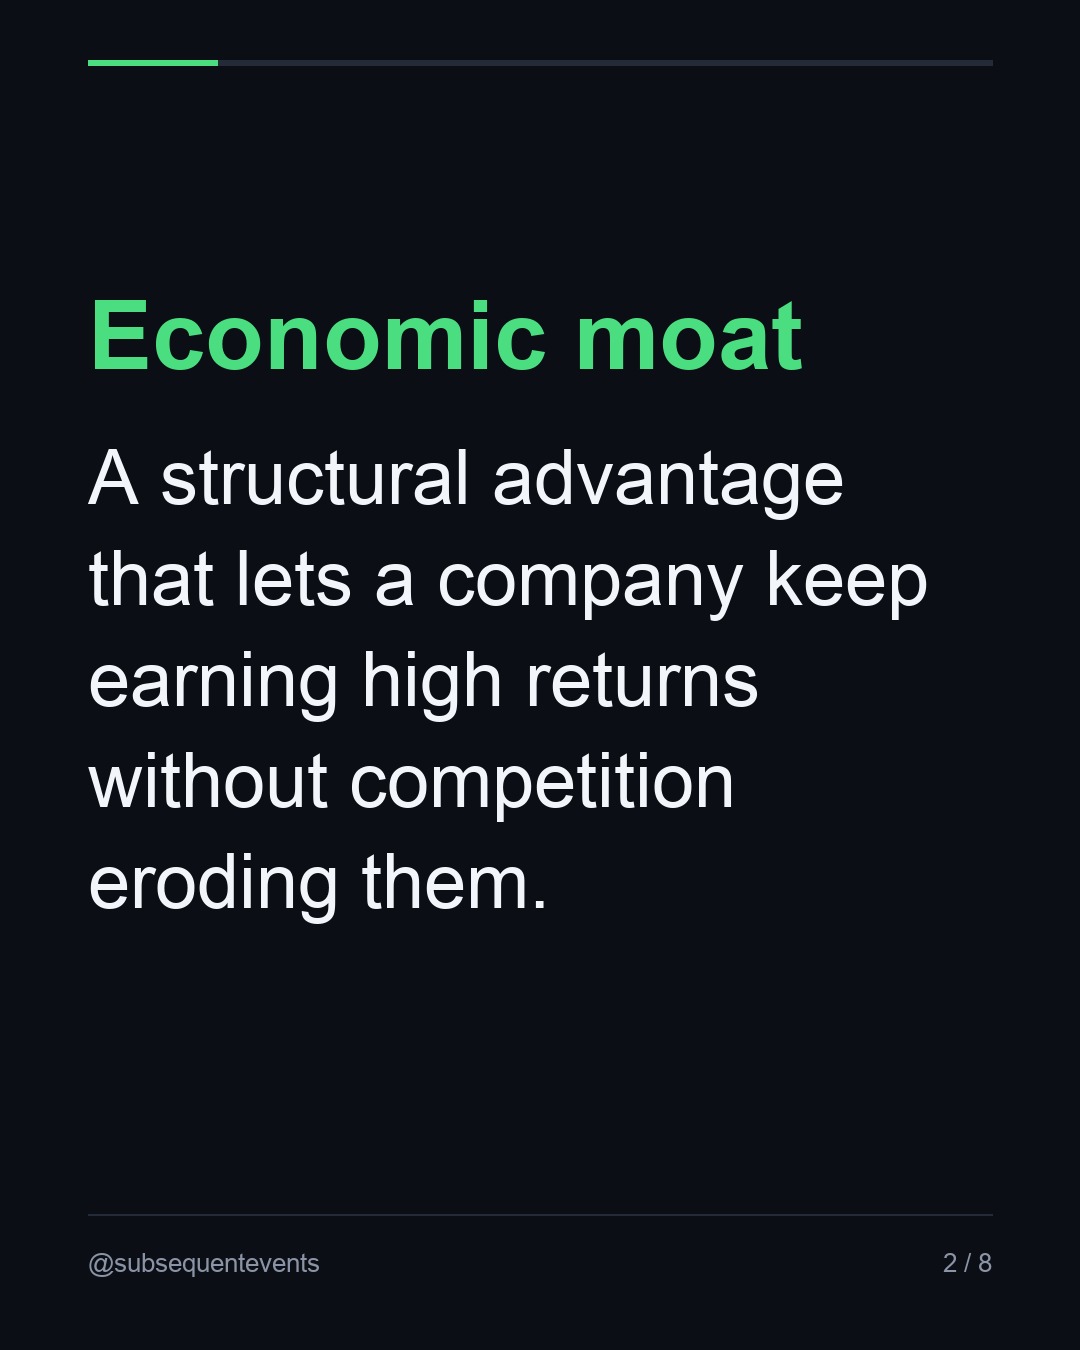 Economic moat
A structural advantage
that lets a company keep
earning high returns
without competition
eroding them.
@subsequentevents
2 / 8